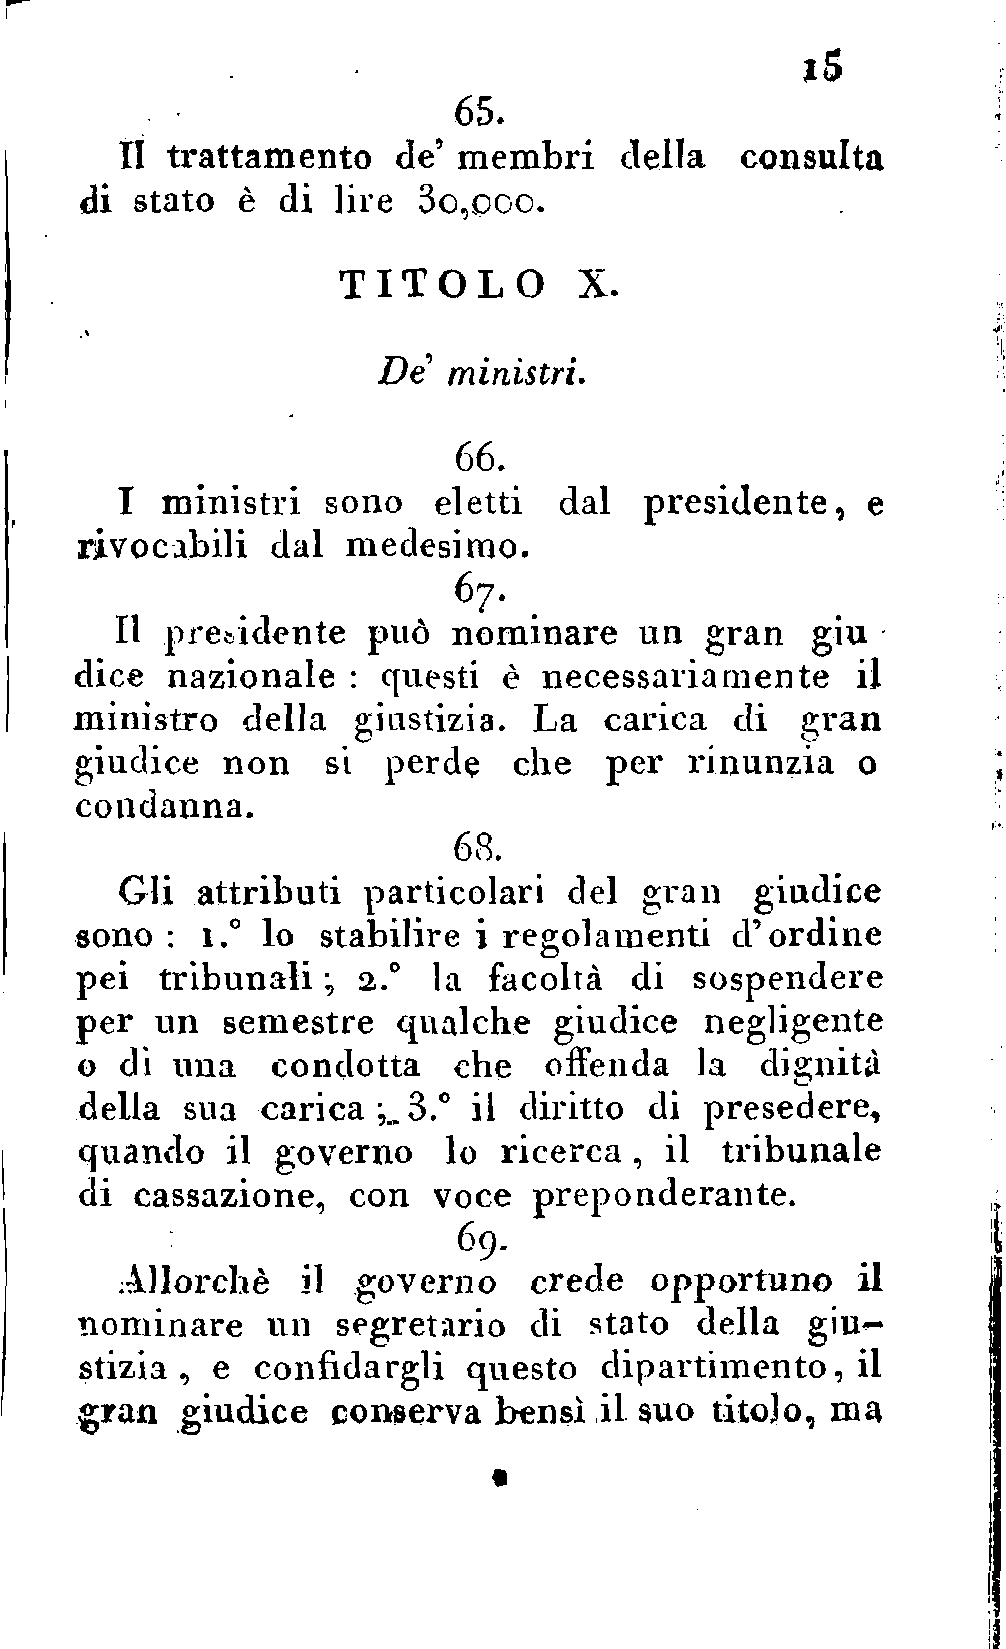 15
65.
Il trattamento de' membri della consulta
di stato è di lire 30,000.
TITOLO X.
De' ministri.
66.
I ministri sono eletti dal presidente, e
rivocabili dal medesimo.
67.
Il presidente può nominare un gran giu-
dice nazionale : questi è necessariamente il
ministro della giustizia. La carica di gran
giudice non si perde che per rinunzia o
condanna.
68.
Gli attributi particolari del gran giudice
sono : 1.° lo stabilire i regolamenti d'ordine
pei tribunali ; 2.° la facoltà di sospendere
per un semestre qualche giudice negligente
o di una condotta che offenda la dignità
della sua carica ; 3.° il diritto di presedere,
quando il governo lo ricerca , il tribunale
di cassazione, con voce preponderante.
69.
Allorchè il governo crede opportuno il
nominare un segretario di stato della giu-
stizia , e confidargli questo dipartimento, il
gran giudice conserva bensì il suo titolo, ma